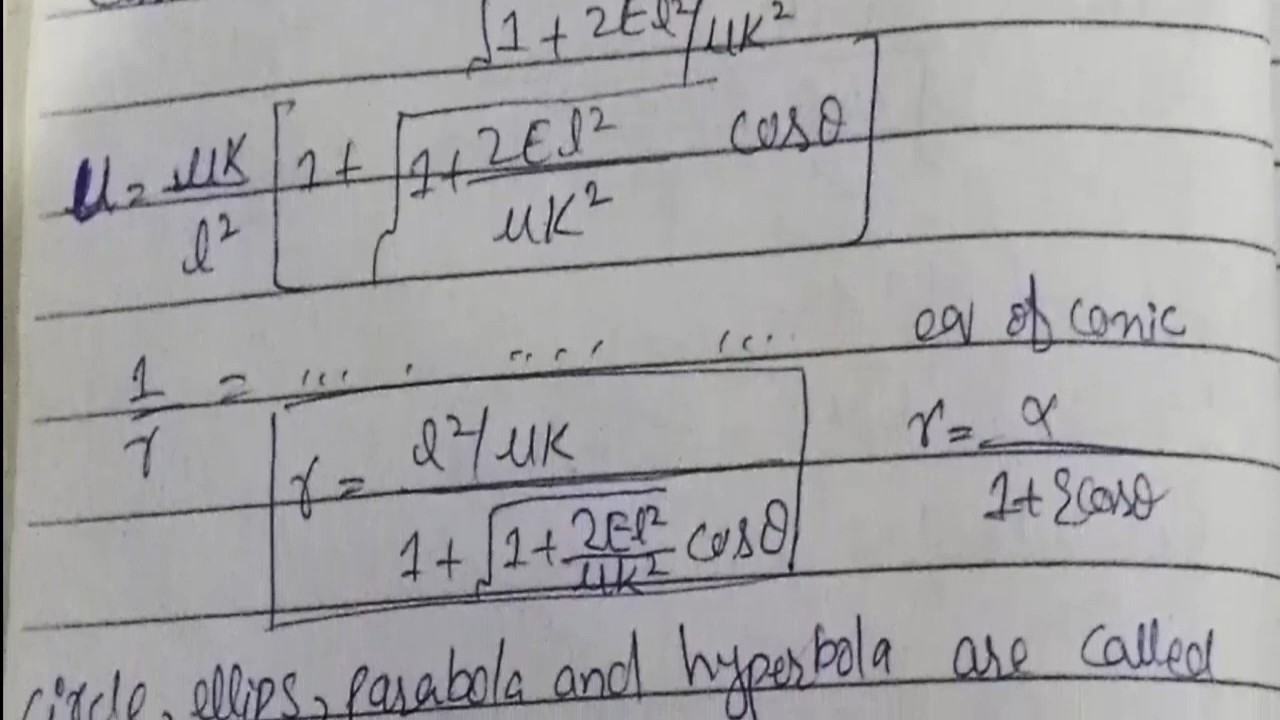 √1 + 2El²/μK²
u = μK/l² [1 + √1 + 2El²/μK² cosθ]
1/r = ... . .... ... eq of conic
r = l²/μK / 1 + √1 + 2El²/μK² cosθ r = α / 1 + ε cosθ
circle, ellips, parabola and hyperbola are called